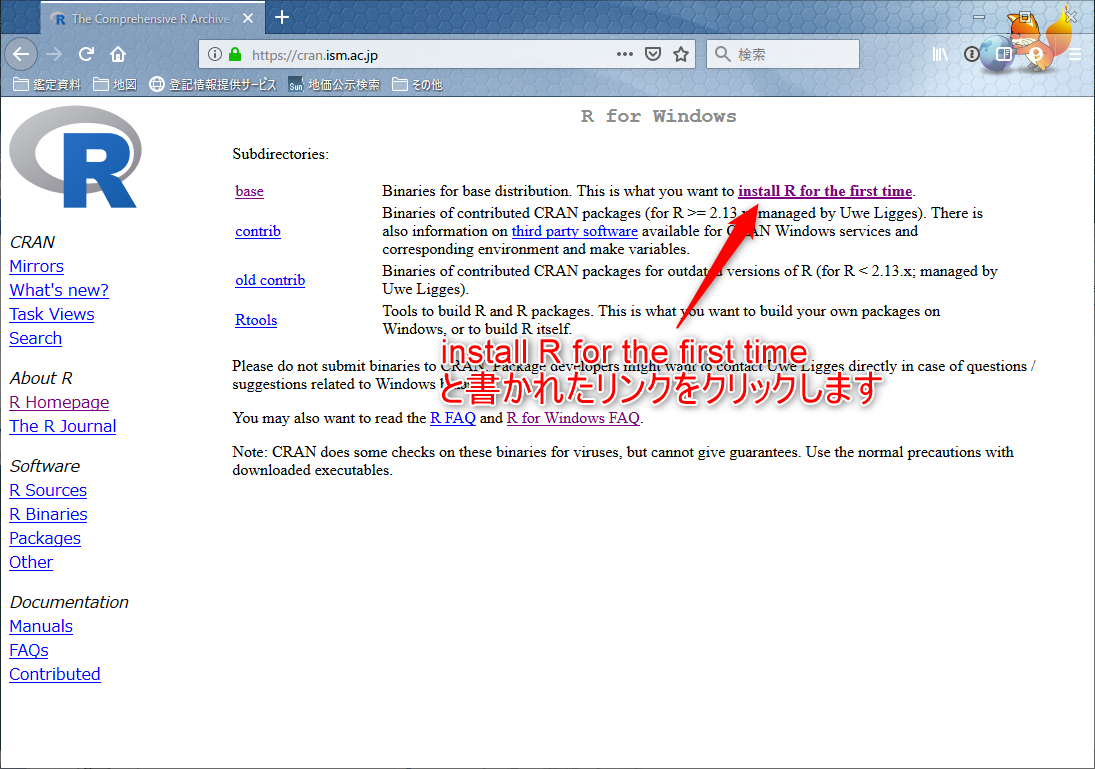 The Comprehensive R Archive
https://cran.ism.ac.jp
検索
鑑定資料
地図
登記情報提供サービス
Sun
地価公示検索
その他
R
CRAN
Mirrors
What's new?
Task Views
Search
About R
R Homepage
The R Journal
Software
R Sources
R Binaries
Packages
Other
Documentation
Manuals
FAQs
Contributed
R for Windows
Subdirectories:
base
Binaries for base distribution. This is what you want to install R for the first time.
contrib
Binaries of contributed CRAN packages (for R >= 2.13.x; managed by Uwe Ligges). There is
also information on third party software available for CRAN Windows services and
corresponding environment and make variables.
old contrib
Binaries of contributed CRAN packages for outdated versions of R (for R < 2.13.x; managed by
Uwe Ligges).
Rtools
Tools to build R and R packages. This is what you want to build your own packages on
Windows, or to build R itself.
install R for the first time
と書かれたリンクをクリックします
Please do not submit binaries to CRAN. Package developers might want to contact Uwe Ligges directly in case of questions /
suggestions related to Windows
You may also want to read the R FAQ and R for Windows FAQ.
Note: CRAN does some checks on these binaries for viruses, but cannot give guarantees. Use the normal precautions with
downloaded executables.